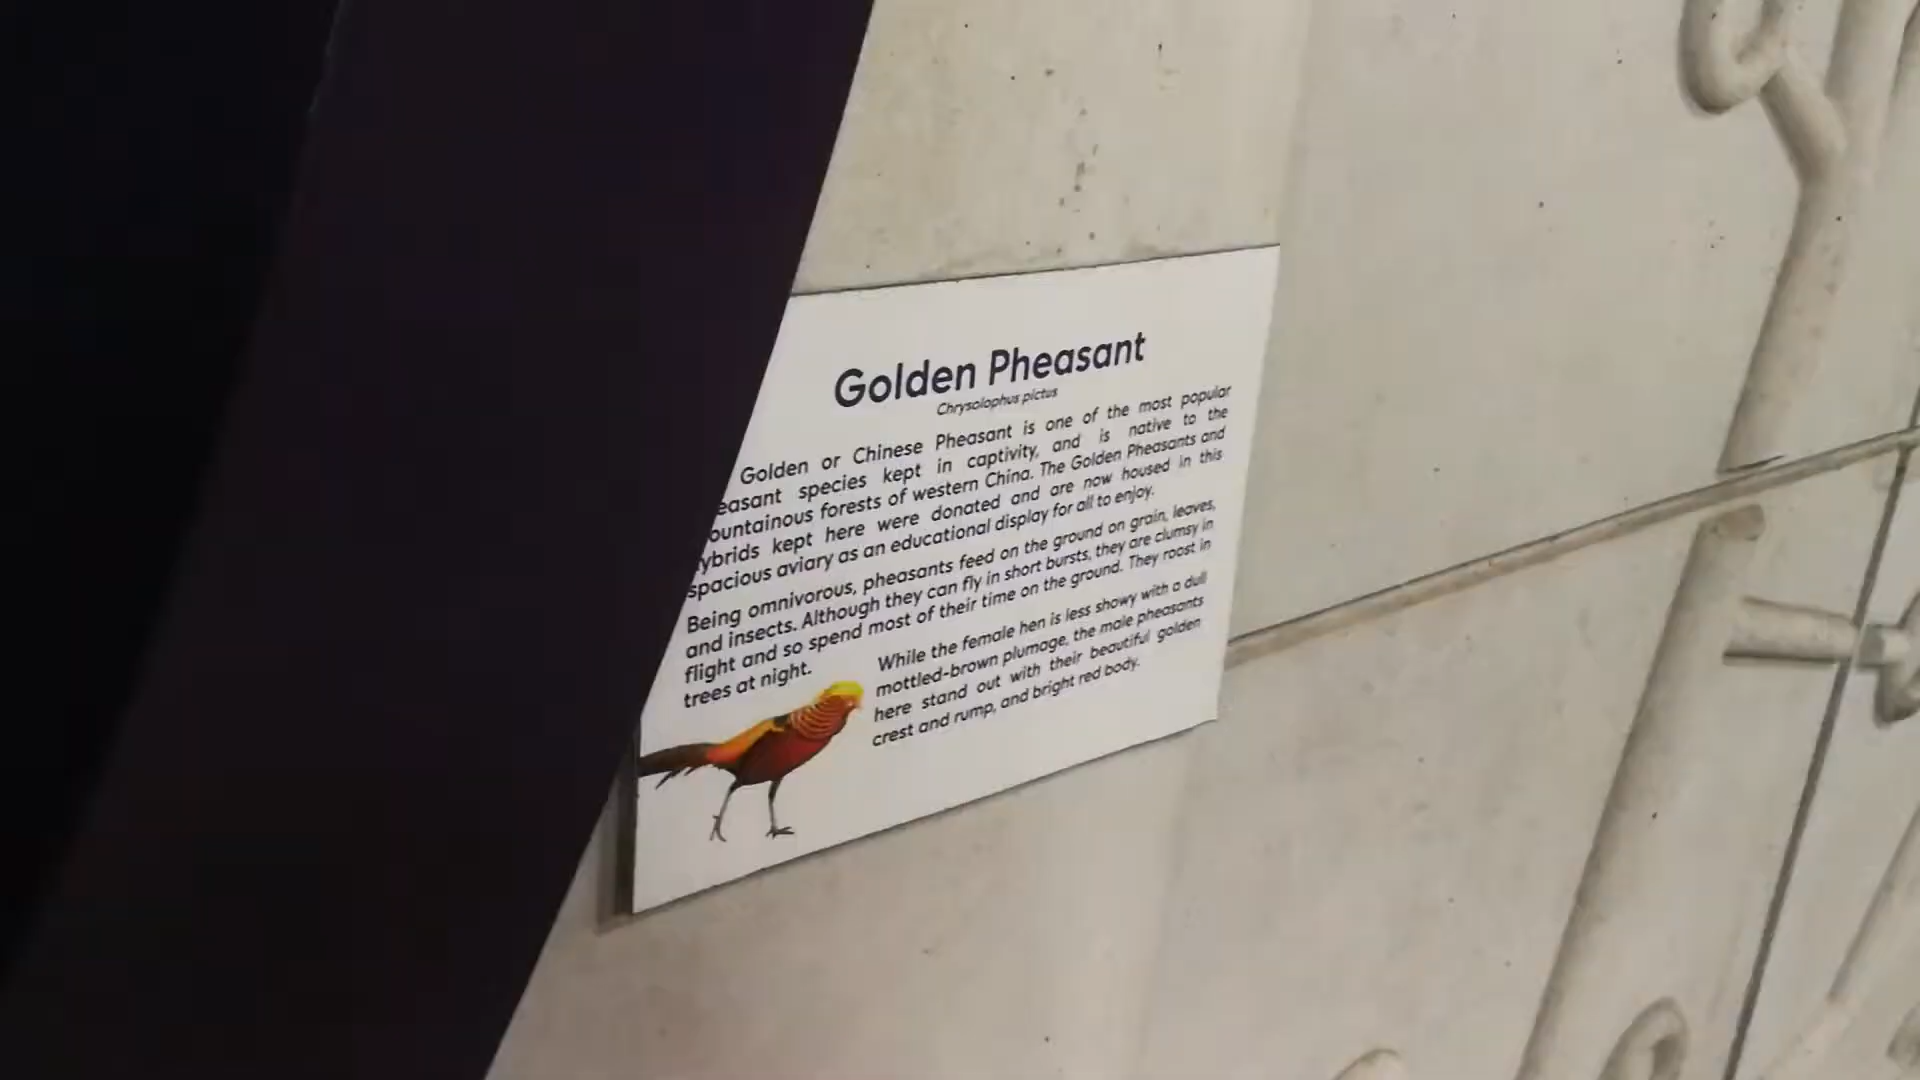 Golden Pheasant
Chrysolophus pictus
Golden or Chinese Pheasant is one of the most popular
easant species kept in captivity, and is native to the
ountainous forests of western China. The Golden Pheasants and
ybrids kept here were donated and are now housed in this
spacious aviary as an educational display for all to enjoy.
Being omnivorous, pheasants feed on the ground on grain, leaves,
and insects. Although they can fly in short bursts, they are clumsy in
flight and so spend most of their time on the ground. They roost in
trees at night.
While the female hen is less showy with a dull
mottled-brown plumage, the male pheasants
here stand out with their beautiful golden
crest and rump, and bright red body.